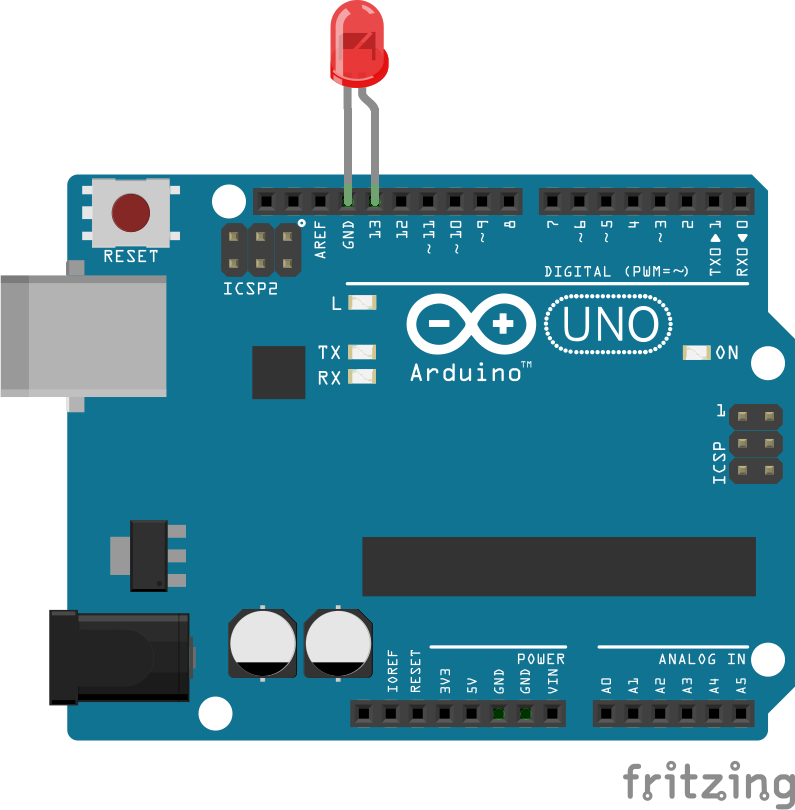 RESET
ICSP2
AREF
GND
13
12
~11
~10
~9
8
7
~6
~5
4
~3
2
TX0▶1
RX0◀0
DIGITAL (PWM=~)
L
TX
RX
Arduino™
UNO
ON
1
ICSP
IOREF
RESET
3V3
5V
GND
GND
VIN
POWER
ANALOG IN
A0
A1
A2
A3
A4
A5
fritzing